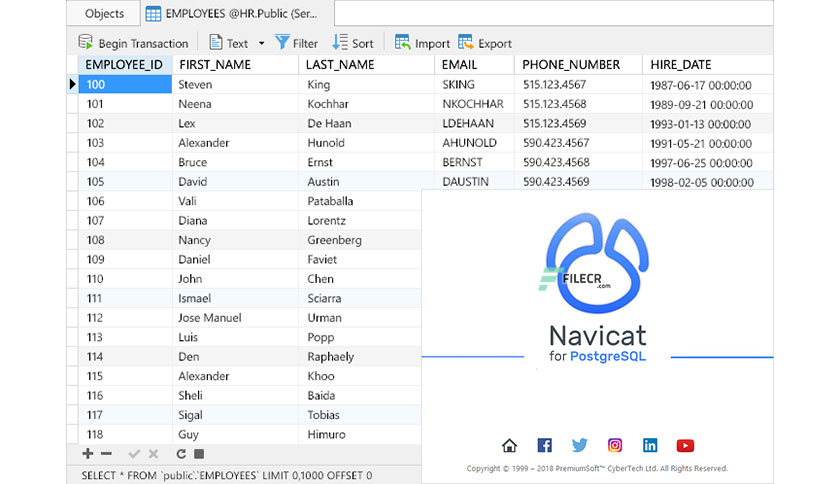 Objects EMPLOYEES @HR.Public (Ser...
Begin Transaction Text Filter Sort Import Export
EMPLOYEE_ID FIRST_NAME LAST_NAME EMAIL PHONE_NUMBER HIRE_DATE
100 Steven King SKING 515.123.4567 1987-06-17 00:00:00
101 Neena Kochhar NKOCHHAR 515.123.4568 1989-09-21 00:00:00
102 Lex De Haan LDEHAAN 515.123.4569 1993-01-13 00:00:00
103 Alexander Hunold AHUNOLD 590.423.4567 1991-05-21 00:00:00
104 Bruce Ernst BERNST 590.423.4568 1997-06-25 00:00:00
105 David Austin DAUSTIN 590.423.4569 1998-02-05 00:00:00
106 Vali Pataballa
107 Diana Lorentz
108 Nancy Greenberg
109 Daniel Faviet
110 John Chen
111 Ismael Sciarra
112 Jose Manuel Urman
113 Luis Popp
114 Den Raphaely
115 Alexander Khoo
116 Sheli Baida
117 Sigal Tobias
118 Guy Himuro
SELECT * FROM `public`.`EMPLOYEES` LIMIT 0,1000 OFFSET 0
FILECR
.com
Navicat
for PostgreSQL
Copyright © 1999 – 2018 PremiumSoft™ CyberTech Ltd. All Rights Reserved.